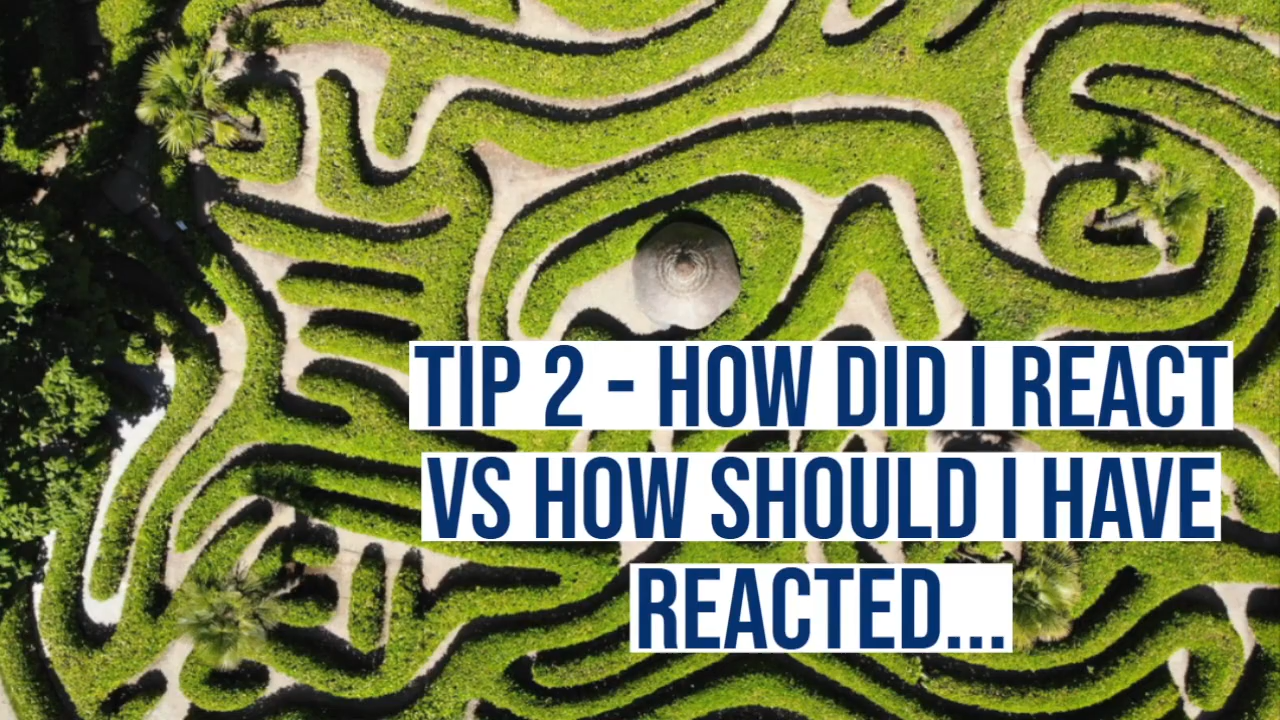 TIP 2 - HOW DID I REACT
VS HOW SHOULD I HAVE
REACTED...